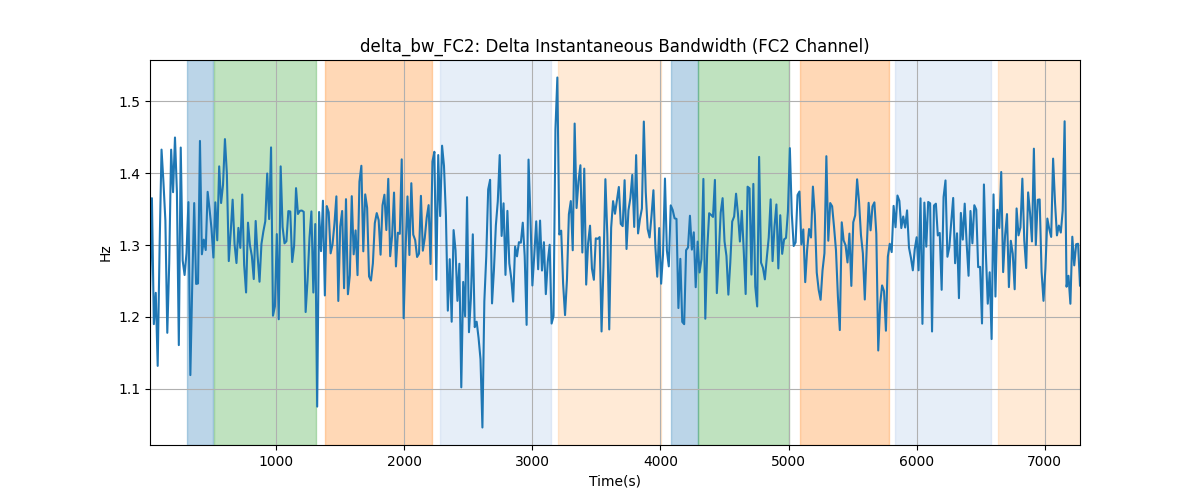 delta_bw_FC2: Delta Instantaneous Bandwidth (FC2 Channel)
1.5
1.4
1.3
1.2
1.1
Hz
1000 2000 3000 4000 5000 6000 7000
Time(s)